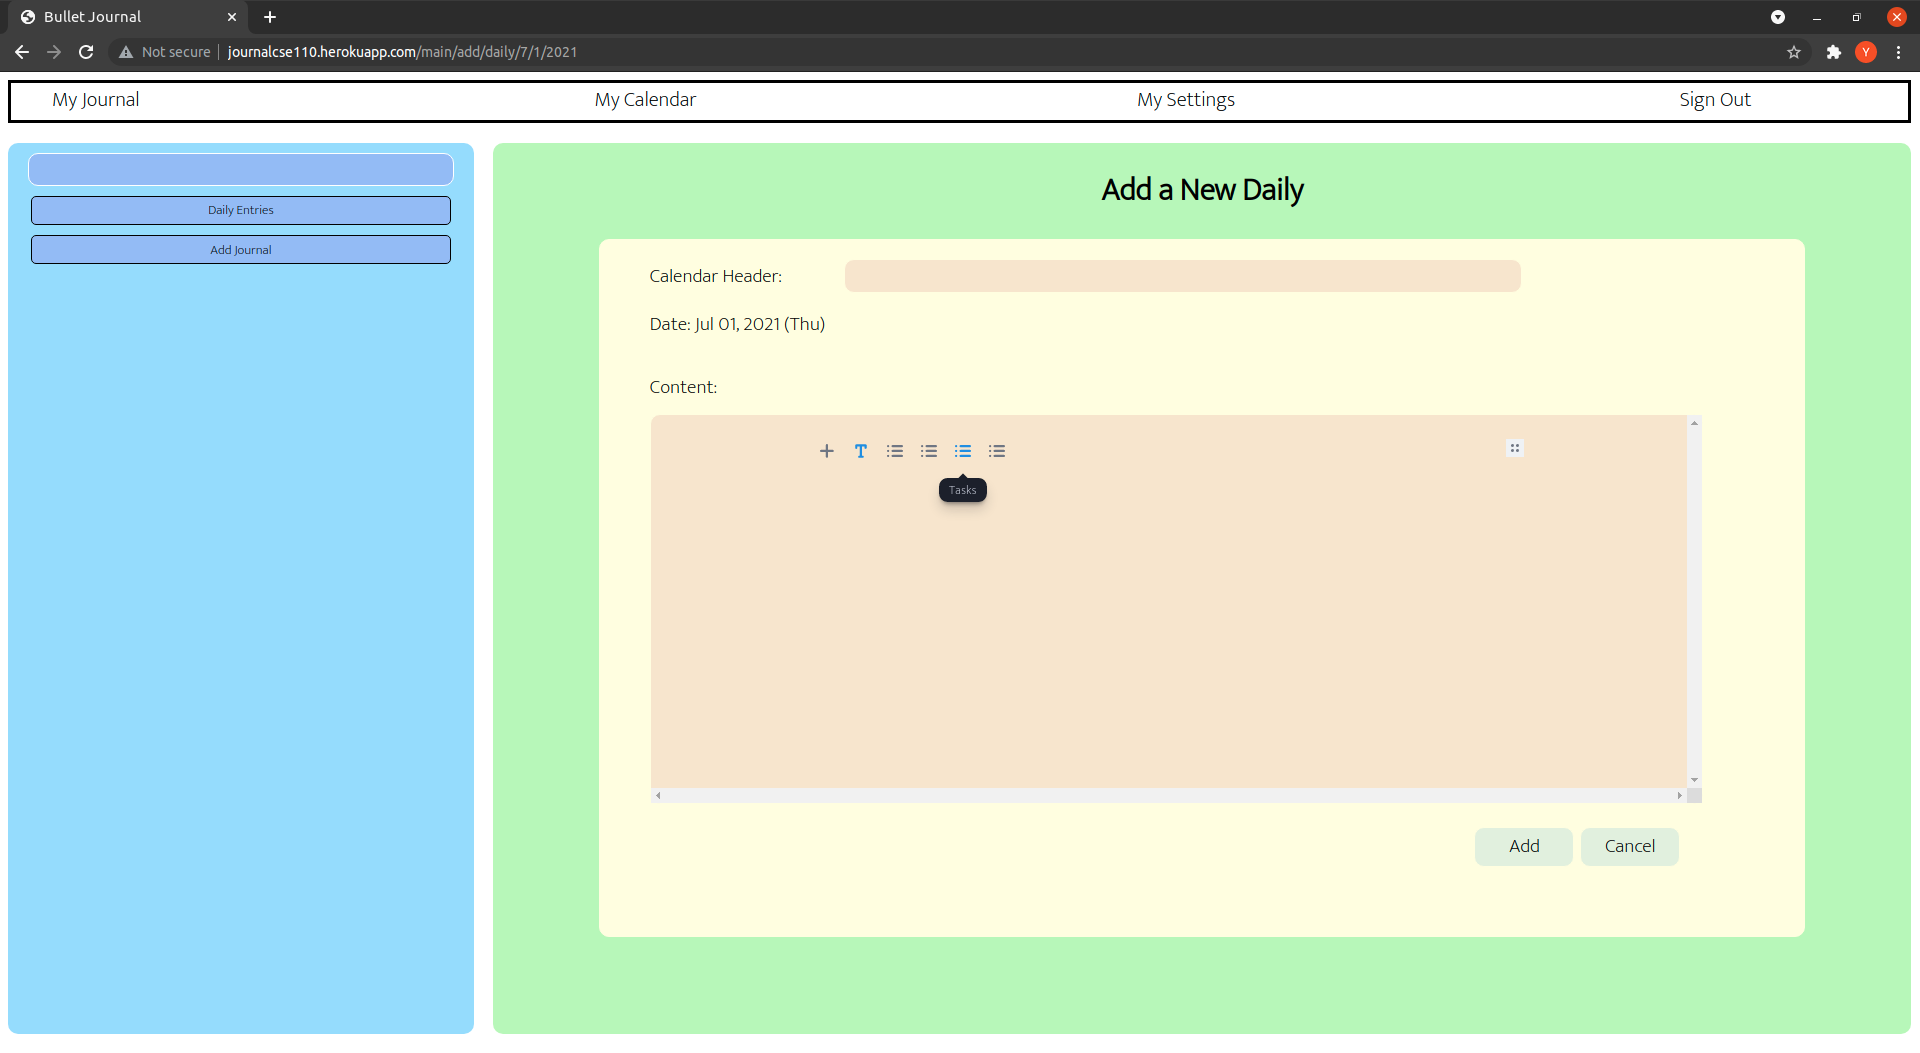 Bullet Journal
Not secure journalcse110.herokuapp.com/main/add/daily/7/1/2021
Y
My Journal My Calendar My Settings Sign Out
Daily Entries
Add Journal
Add a New Daily
Calendar Header:
Date: Jul 01, 2021 (Thu)
Content:
Tasks
Add Cancel